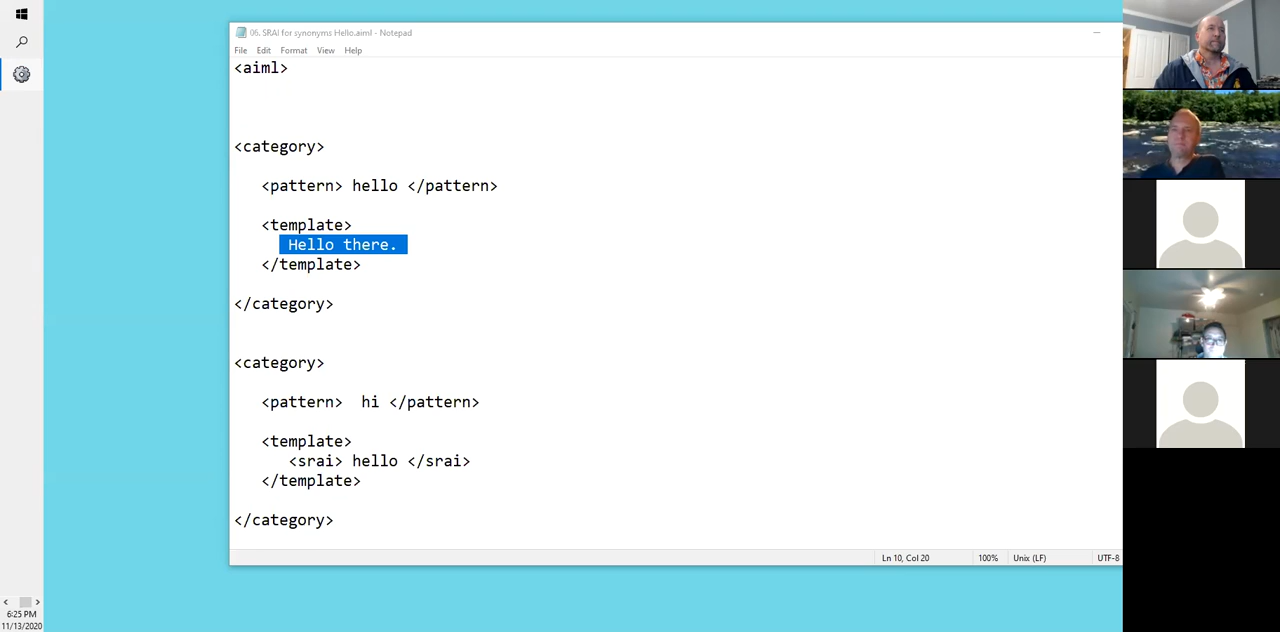 06. SRAI for synonyms Hello.aiml - Notepad
File Edit Format View Help
<aiml>
<category>
<pattern> hello </pattern>
<template>
Hello there.
</template>
</category>
<category>
<pattern>  hi </pattern>
<template>
<srai> hello </srai>
</template>
</category>
Ln 10, Col 20 100% Unix (LF) UTF-8
6:25 PM
11/13/2020